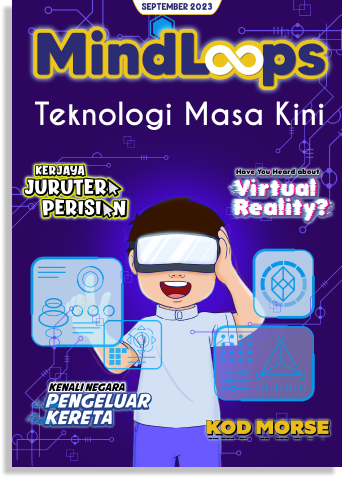 SEPTEMBER 2023
MindLoops
Teknologi Masa Kini
KERJAYA
JURUTERA
PERISIAN
Have You Heard about
Virtual
Reality?
KENALI NEGARA
PENGELUAR
KERETA
KOD MORSE